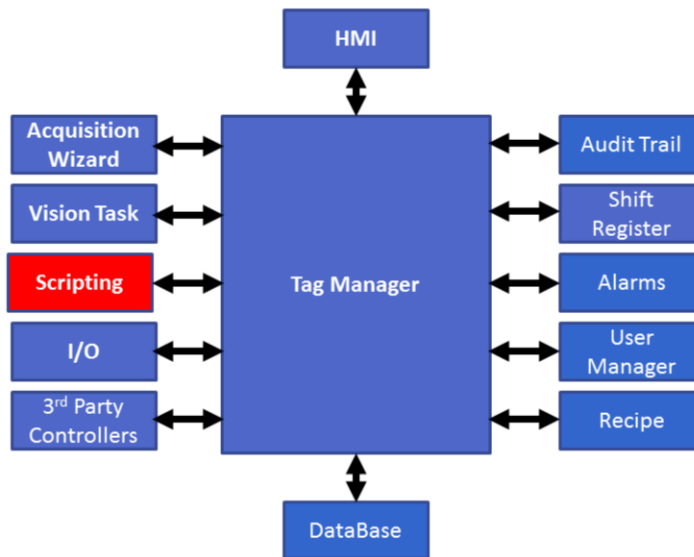 HMI
Acquisition
Wizard
Vision Task
Scripting
I/O
3rd Party
Controllers
Tag Manager
Audit Trail
Shift
Register
Alarms
User
Manager
Recipe
DataBase